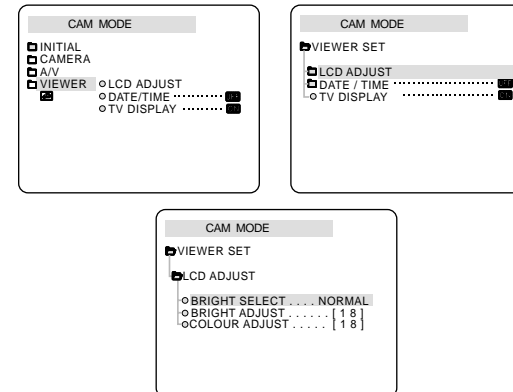 CAM MODE
INITIAL
CAMERA
A/V
VIEWER
LCD ADJUST
DATE/TIME ......... OFF
TV DISPLAY ........ ON
CAM MODE
VIEWER SET
LCD ADJUST
DATE / TIME
TV DISPLAY
CAM MODE
VIEWER SET
LCD ADJUST
BRIGHT SELECT .... NORMAL
BRIGHT ADJUST ...... [ 1 8 ]
COLOUR ADJUST ..... [ 1 8 ]